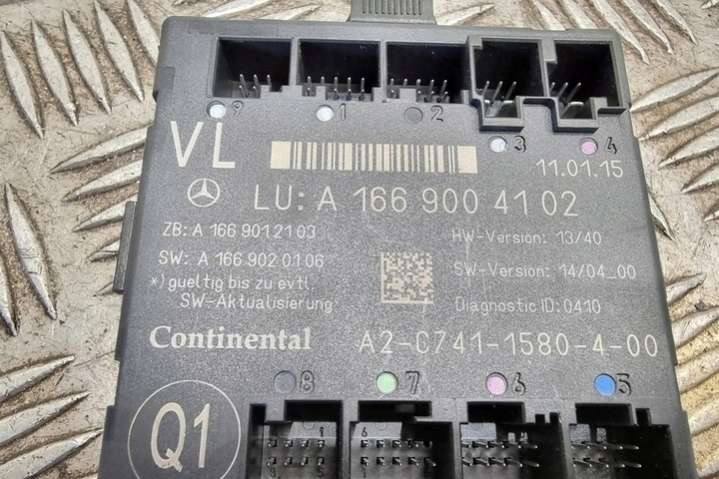 9 1 2 3 4
VL
11.01.15
LU: A 166 900 41 02
ZB: A 166 901 21 03
HW-Version: 13/40
SW: A 166 902 01 06
SW-Version: 14/04_00
*) gueltig bis zu evtl.
SW-Aktualisierung
Diagnostic ID: 0410
Continental
A2-C741-1580-4-00
8 7 6 5
Q1